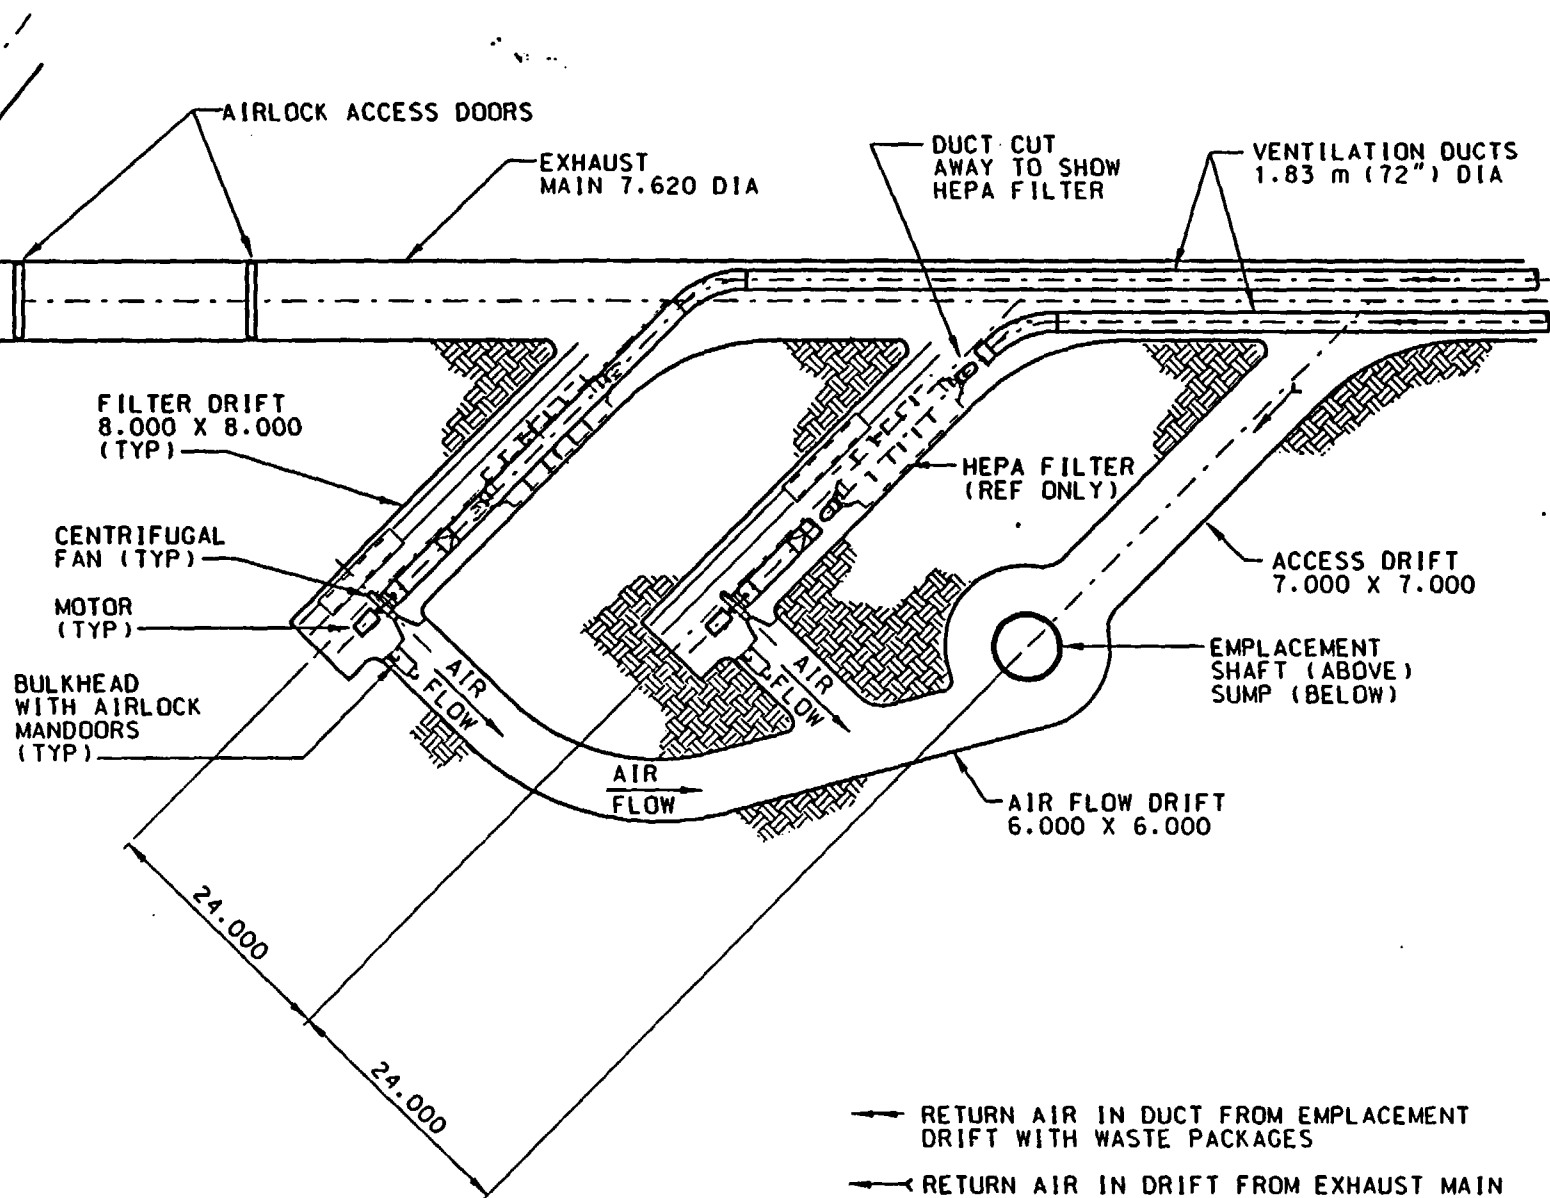 AIRLOCK ACCESS DOORS
EXHAUST
MAIN 7.620 DIA
DUCT CUT
AWAY TO SHOW
HEPA FILTER
VENTILATION DUCTS
1.83 m (72") DIA
FILTER DRIFT
8.000 X 8.000
(TYP)
HEPA FILTER
(REF ONLY)
CENTRIFUGAL
FAN (TYP)
ACCESS DRIFT
7.000 X 7.000
MOTOR
(TYP)
EMPLACEMENT
SHAFT (ABOVE)
SUMP (BELOW)
BULKHEAD
WITH AIRLOCK
MANDOORS
(TYP)
AIR
FLOW
AIR
FLOW
AIR
FLOW
AIR FLOW DRIFT
6.000 X 6.000
24.000
24.000
RETURN AIR IN DUCT FROM EMPLACEMENT
DRIFT WITH WASTE PACKAGES
RETURN AIR IN DRIFT FROM EXHAUST MAIN